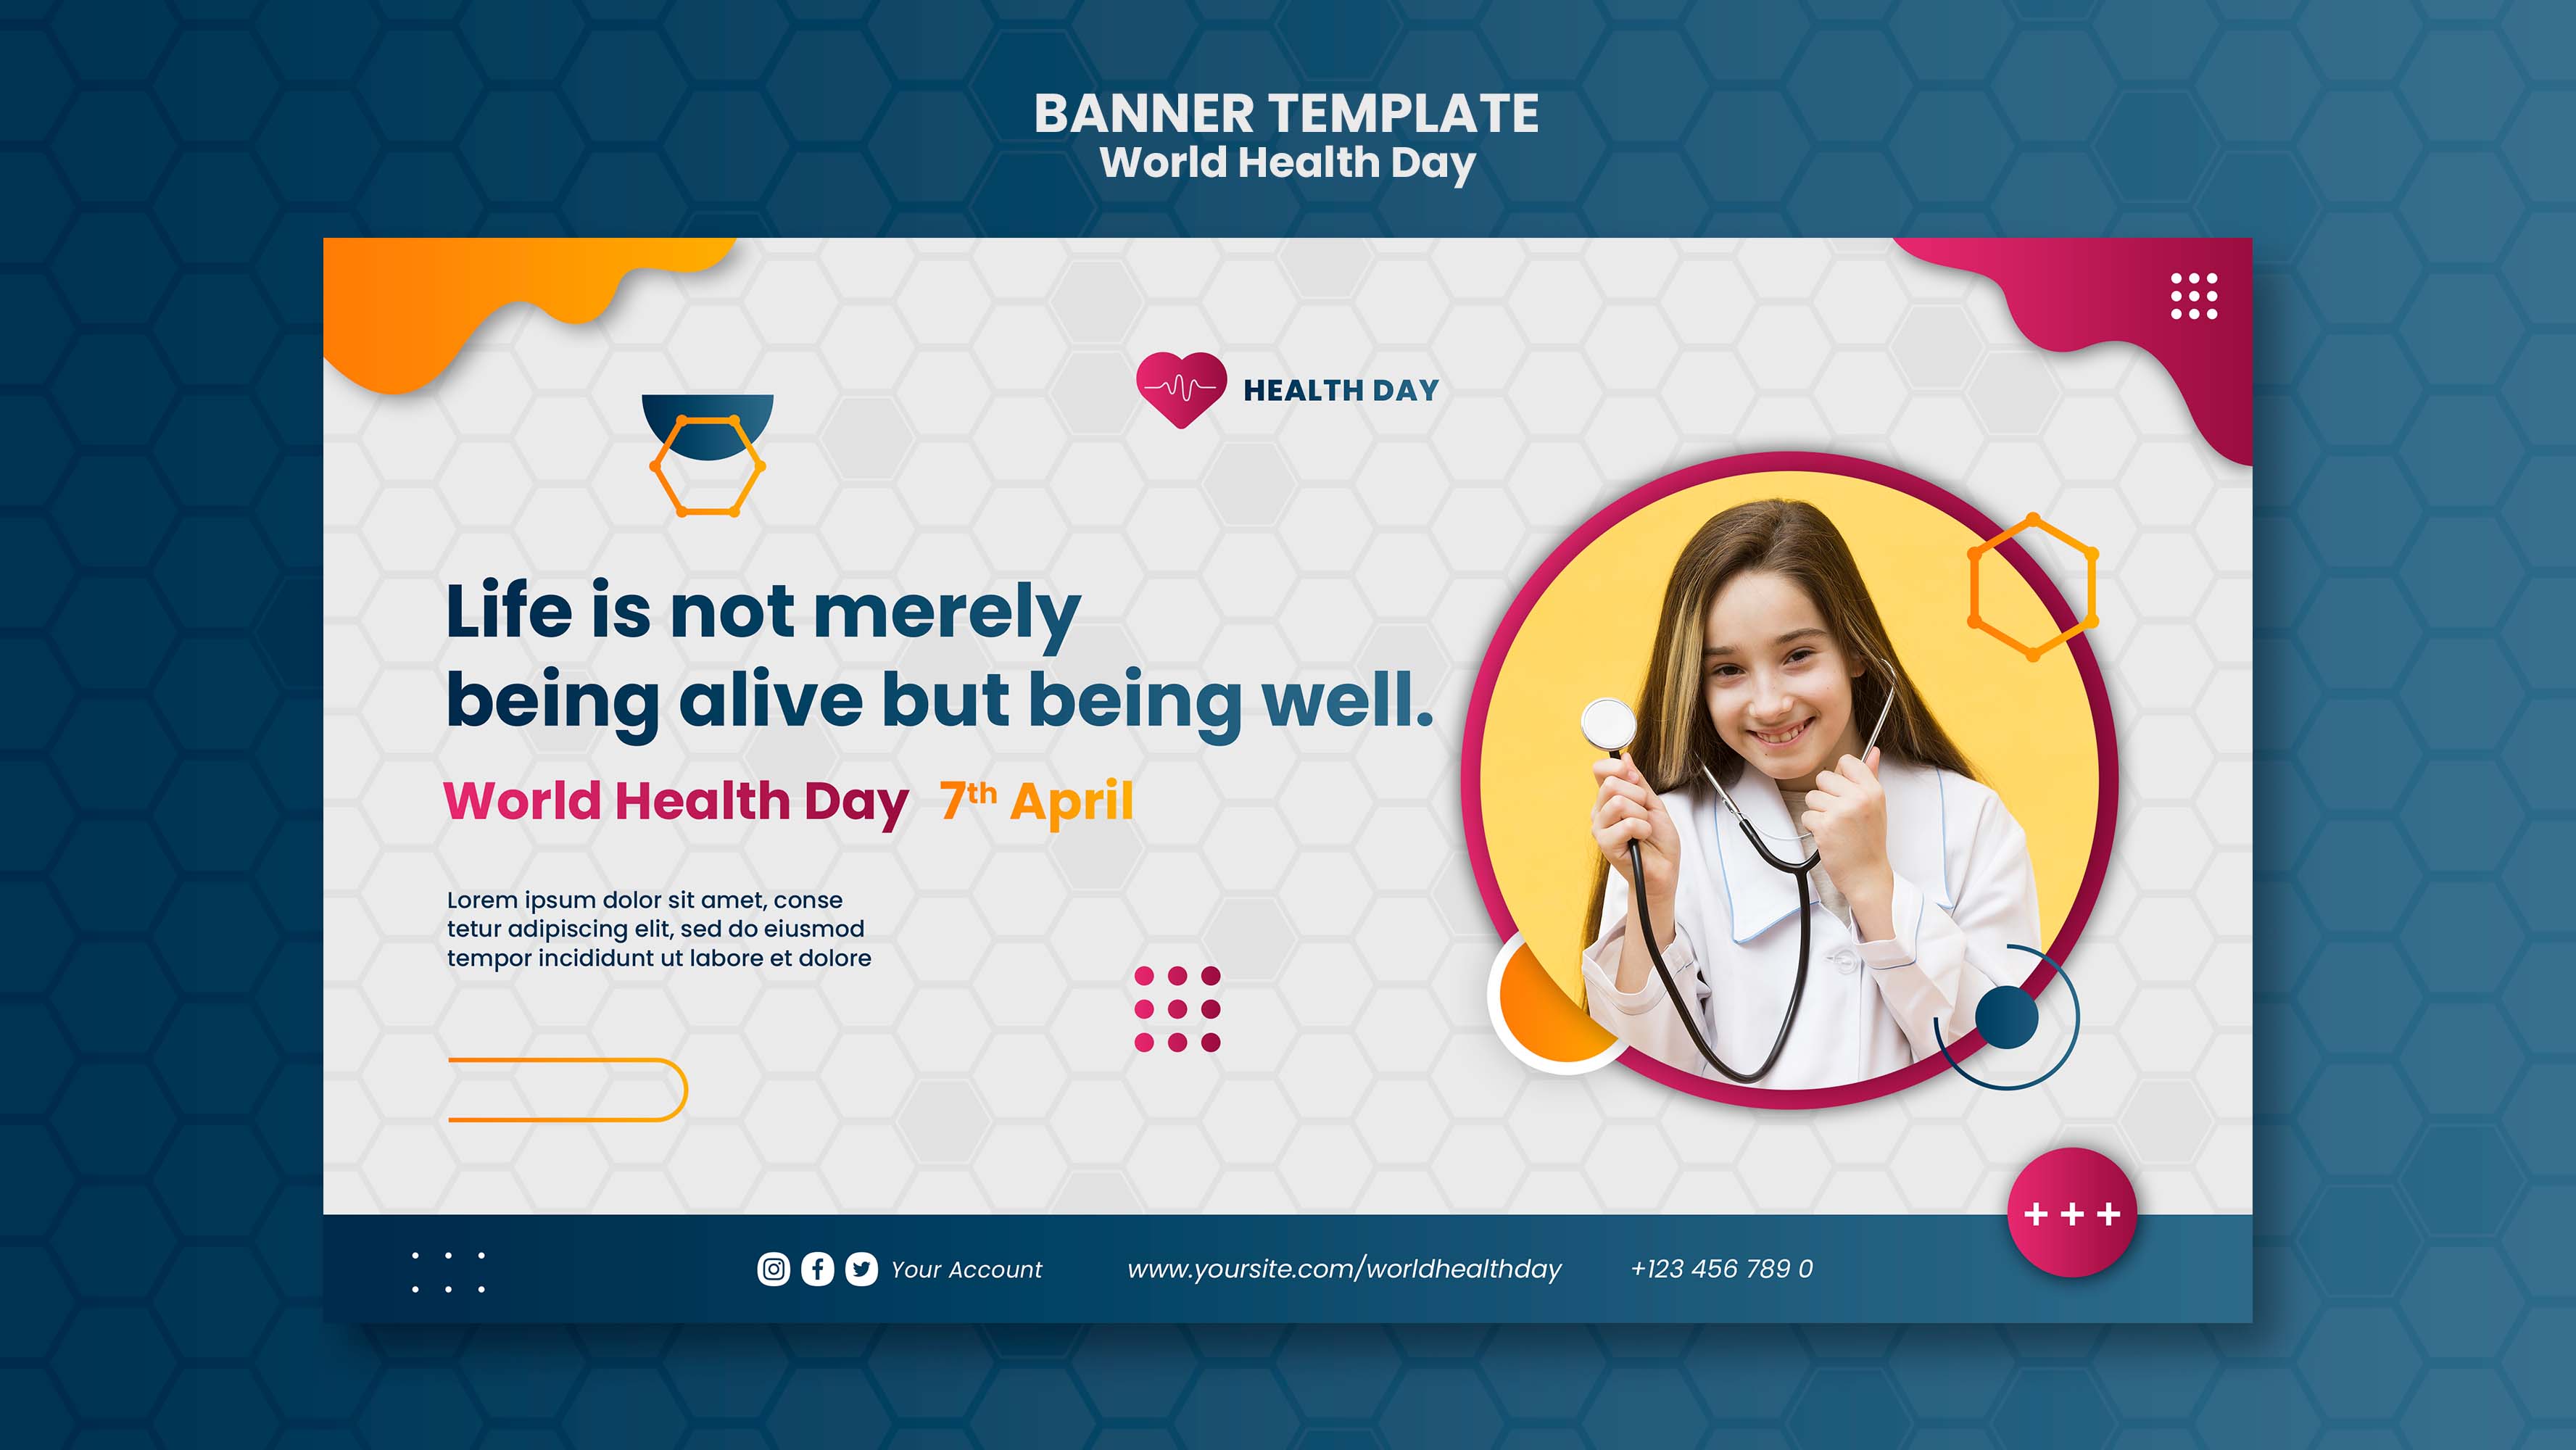 BANNER TEMPLATE
World Health Day
HEALTH DAY
Life is not merely
being alive but being well.
World Health Day 7th April
Lorem ipsum dolor sit amet, conse
tetur adipiscing elit, sed do eiusmod
tempor incididunt ut labore et dolore
+ + +
Your Account www.yoursite.com/worldhealthday +123 456 789 0